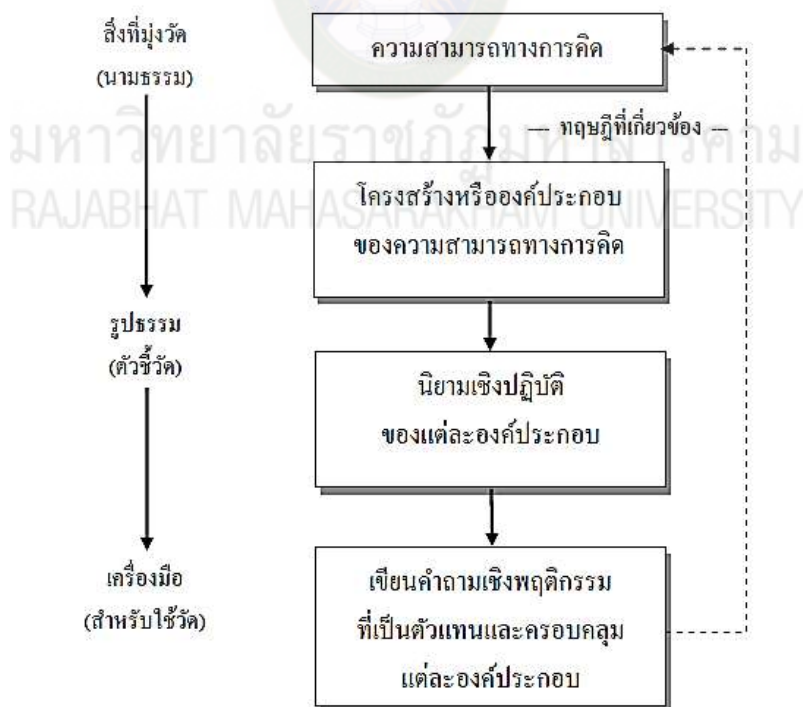 สิ่งที่มุ่งวัด
(นามธรรม)
ความสามารถทางการคิด
--- ทฤษฎีที่เกี่ยวข้อง ---
มหาวิทยาลัยราชภัฏมหาสารคาม
RAJABHAT MAHASARAKHAM UNIVERSITY
โครงสร้างหรือองค์ประกอบ
ของความสามารถทางการคิด
รูปธรรม
(ตัวชี้วัด)
นิยามเชิงปฏิบัติ
ของแต่ละองค์ประกอบ
เครื่องมือ
(สำหรับใช้วัด)
เขียนคำถามเชิงพฤติกรรม
ที่เป็นตัวแทนและครอบคลุม
แต่ละองค์ประกอบ